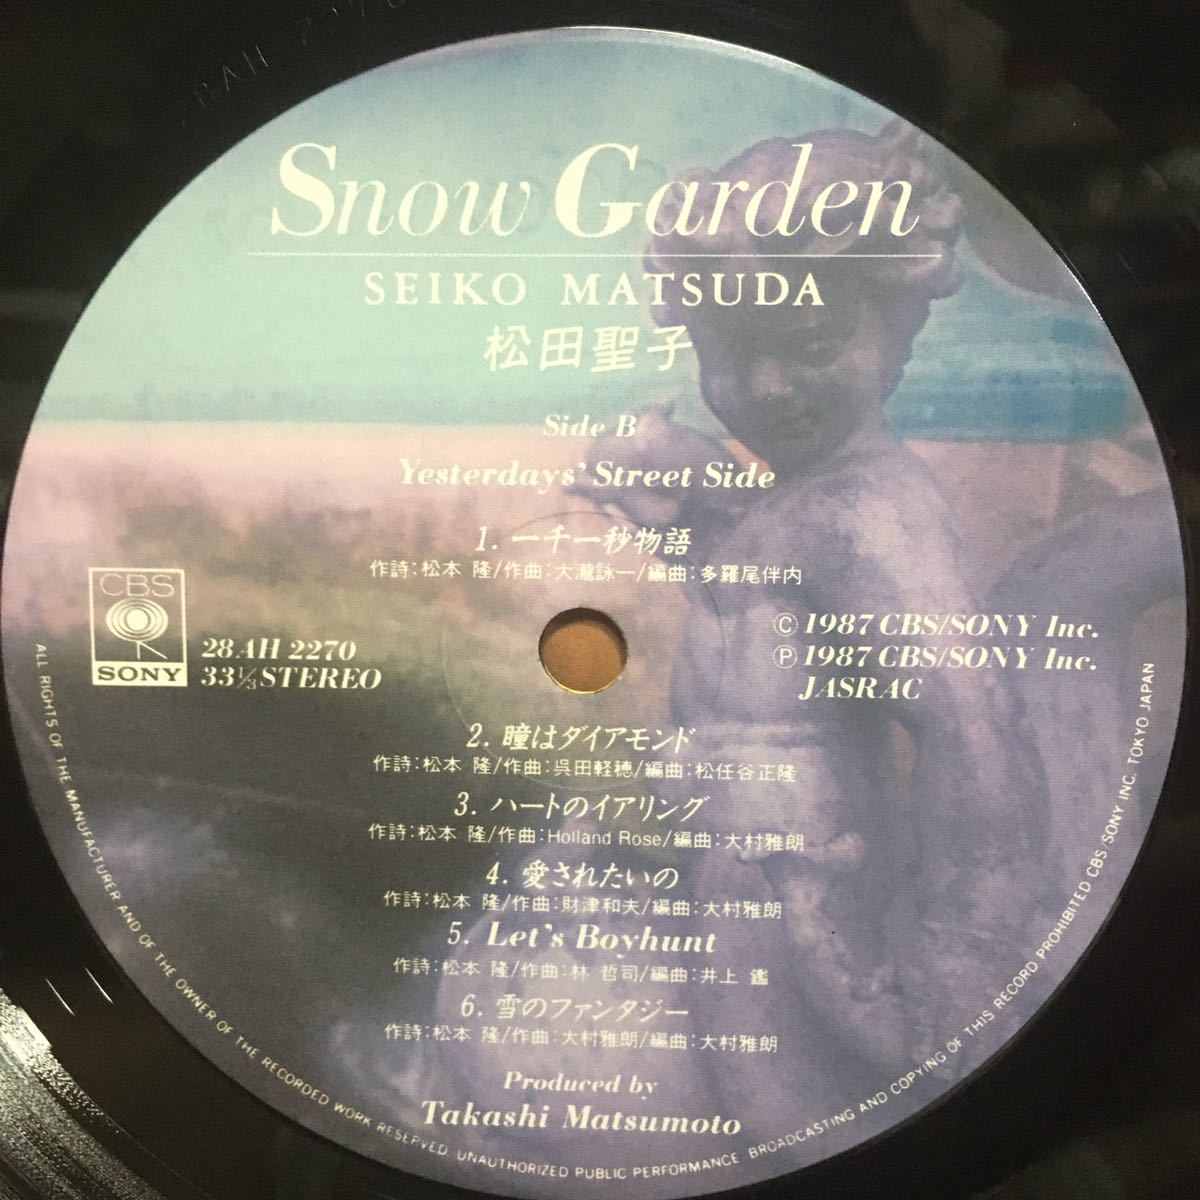 Snow Garden
SEIKO MATSUDA
松田聖子
Side B
Yesterdays' Street Side
1. 一千一秒物語
作詩:松本 隆/作曲:大瀧詠一/編曲:多羅尾伴内
CBS
SONY
28AH 2270
33⅓ STEREO
Ⓒ 1987 CBS/SONY Inc.
Ⓟ 1987 CBS/SONY Inc.
JASRAC
2. 瞳はダイアモンド
作詩:松本 隆/作曲:呉田軽穂/編曲:松任谷正隆
3. ハートのイアリング
作詩:松本 隆/作曲:Holland Rose/編曲:大村雅朗
4. 愛されたいの
作詩:松本 隆/作曲:財津和夫/編曲:大村雅朗
5. Let's Boyhunt
作詩:松本 隆/作曲:林 哲司/編曲:井上 鑑
6. 雪のファンタジー
作詩:松本 隆/作曲:大村雅朗/編曲:大村雅朗
Produced by
Takashi Matsumoto
ALL RIGHTS OF THE MANUFACTURER AND OF THE OWNER OF THE RECORDED WORK RESERVED. UNAUTHORIZED PUBLIC PERFORMANCE BROADCASTING AND COPYING OF THIS RECORD PROHIBITED CBS/SONY INC. TOKYO JAPAN